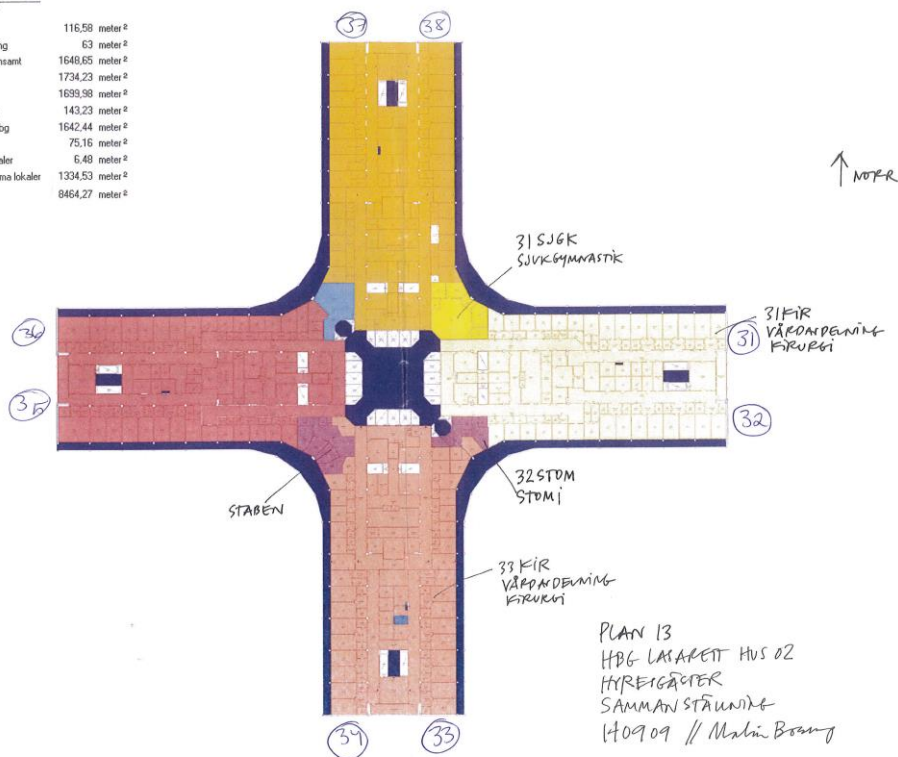 37
38
116,58 meter²
ng 63 meter²
nsamt 1648,65 meter²
1734,23 meter²
1699,98 meter²
143,23 meter²
bg 1642,44 meter²
75,16 meter²
aler 6,48 meter²
ma lokaler 1334,53 meter²
8464,27 meter²
NORR
31 SJGK
SJUKGYMNASTIK
31 KIR
VÅRDAVDELNING
KIRURGI
36
31
35
32
32 STOM
STOMI
STABEN
33 KIR
VÅRDAVDELNING
KIRURGI
34
33
PLAN 13
HBG LASARETT HUS 02
HYRESGÄSTER
SAMMANSTÄLLNING
140909 // Malin